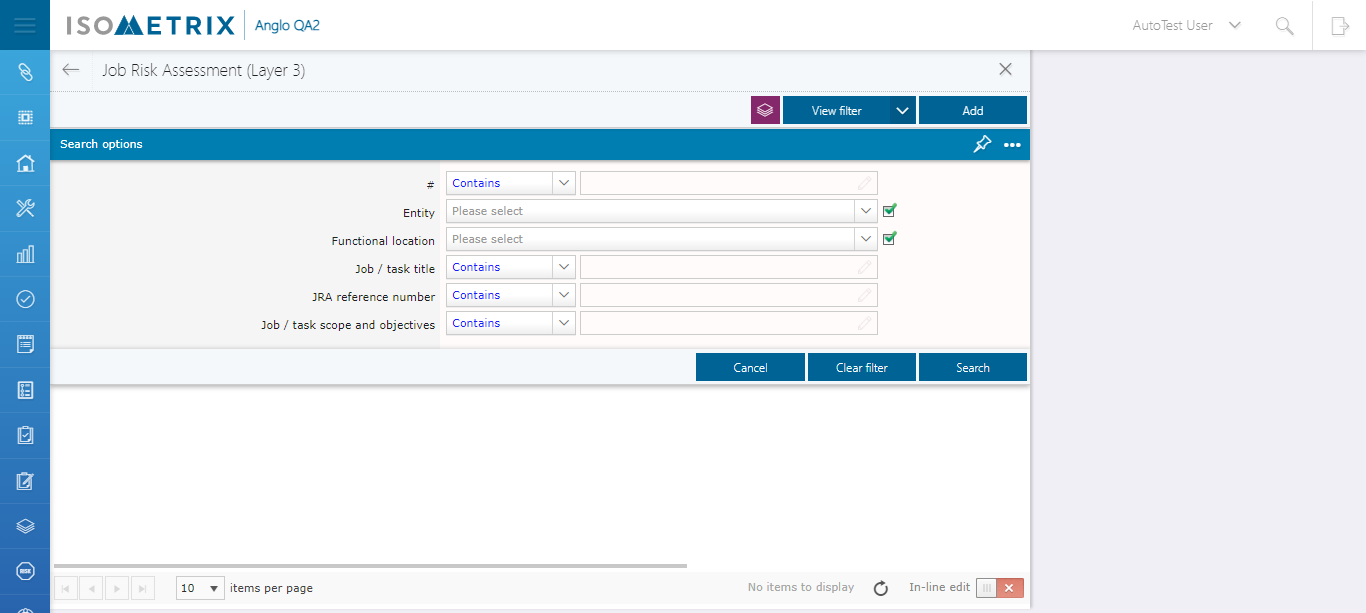 ISOMETRIX Anglo QA2 AutoTest User
Job Risk Assessment (Layer 3)
View filter Add
Search options
# Contains
Entity Please select
Functional location Please select
Job / task title Contains
JRA reference number Contains
Job / task scope and objectives Contains
Cancel Clear filter Search
10 items per page No items to display In-line edit
RISK